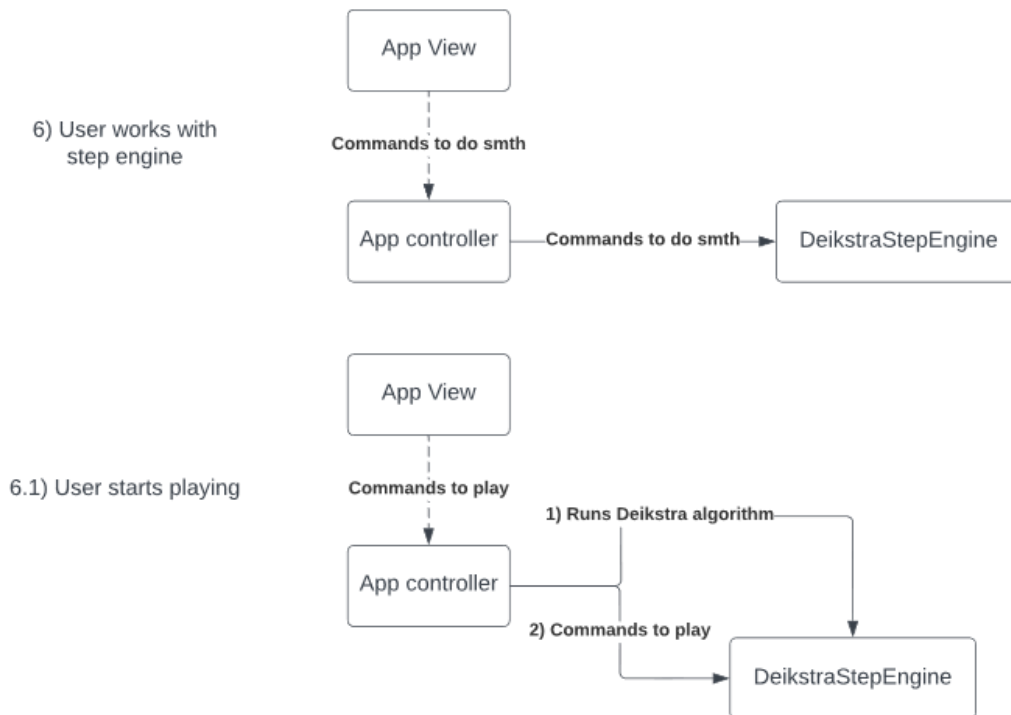 App View
6) User works with
step engine
Commands to do smth
App controller
Commands to do smth
DeikstraStepEngine
App View
6.1) User starts playing
Commands to play
1) Runs Deikstra algorithm
App controller
2) Commands to play
DeikstraStepEngine